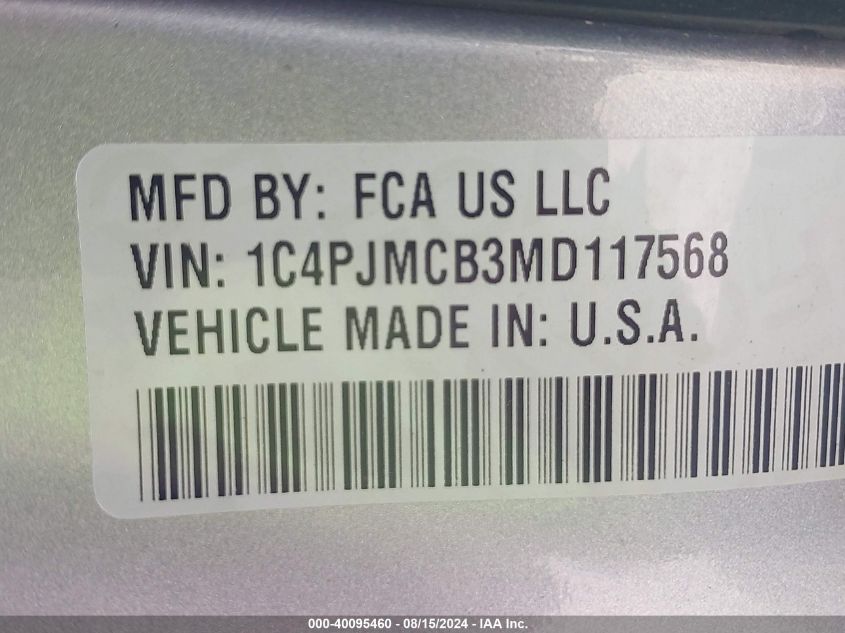 MFD BY: FCA US LLC
VIN: 1C4PJMCB3MD117568
VEHICLE MADE IN: U.S.A.
000-40095460 - 08/15/2024 - IAA Inc.